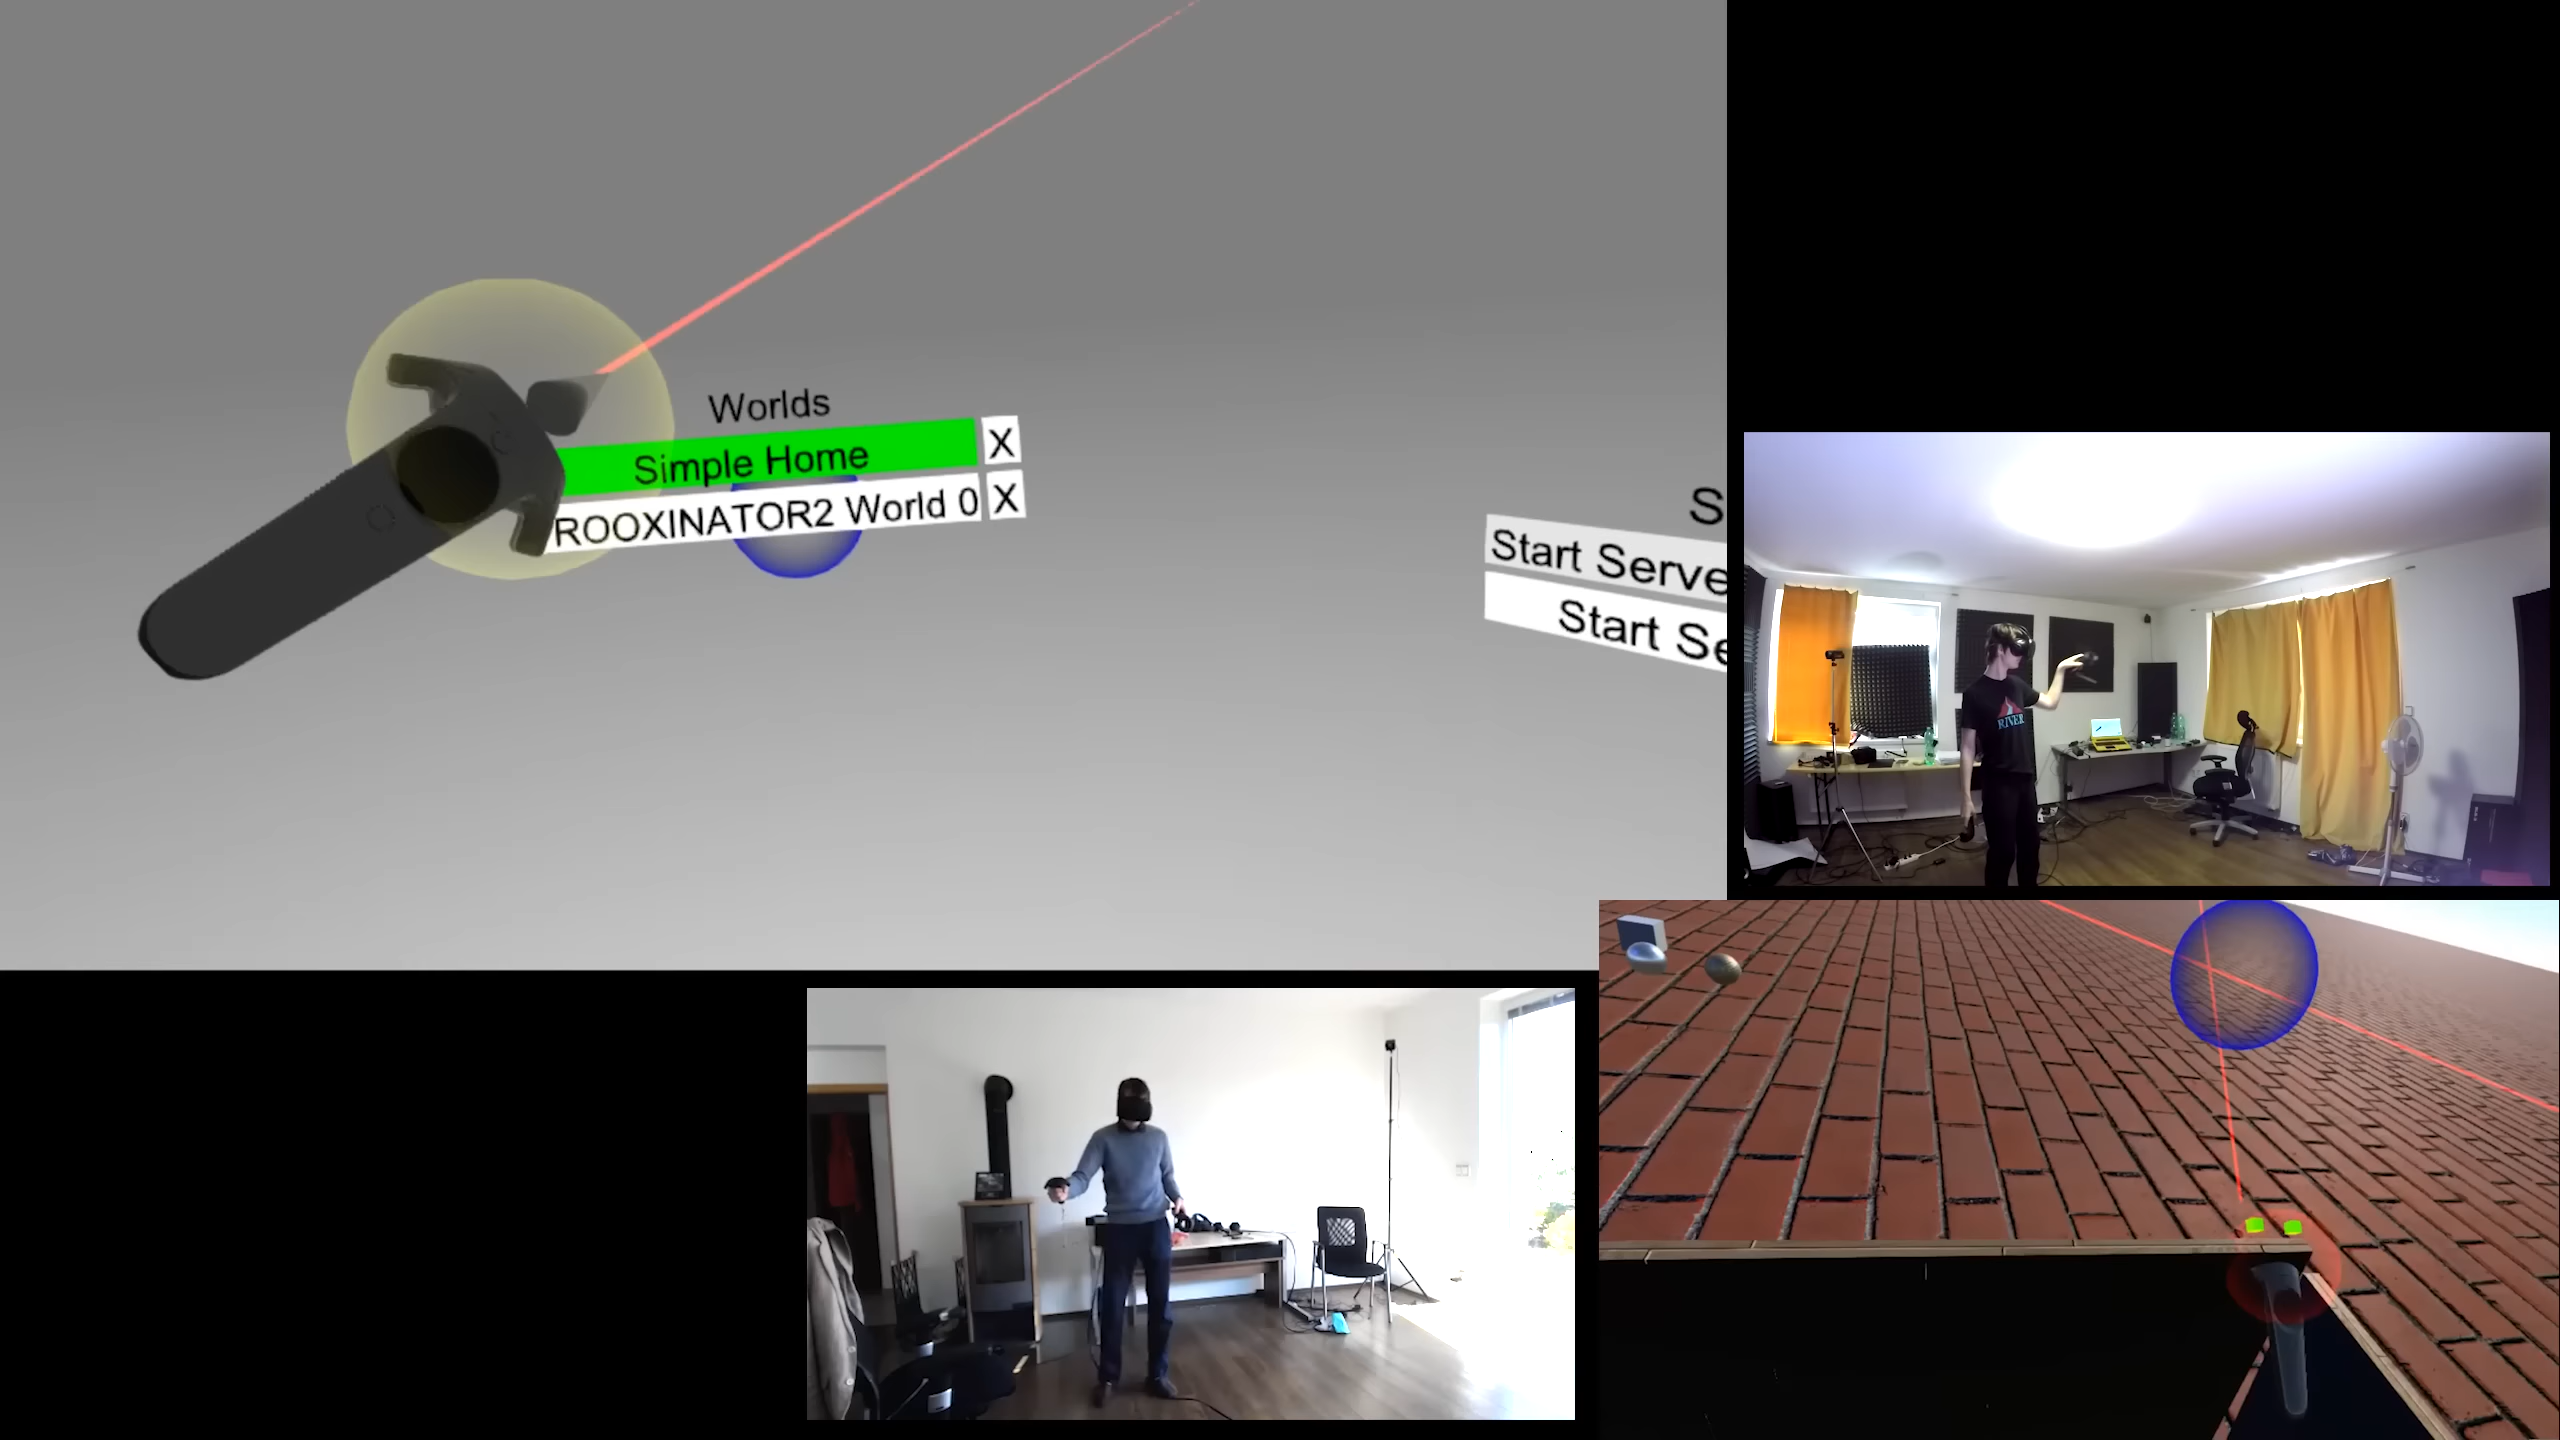 Worlds
Simple Home X
ROOXINATOR2 World 0 X
S
Start Serve
Start Se
RIVER